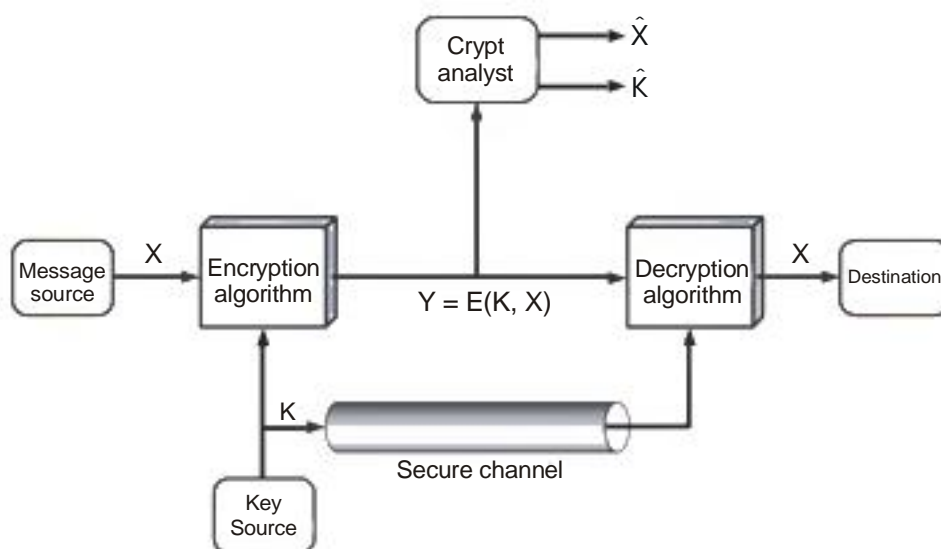 Crypt
analyst
X̂
K̂
Message
source
X
Encryption
algorithm
Y = E(K, X)
Decryption
algorithm
X
Destination
K
Secure channel
Key
Source